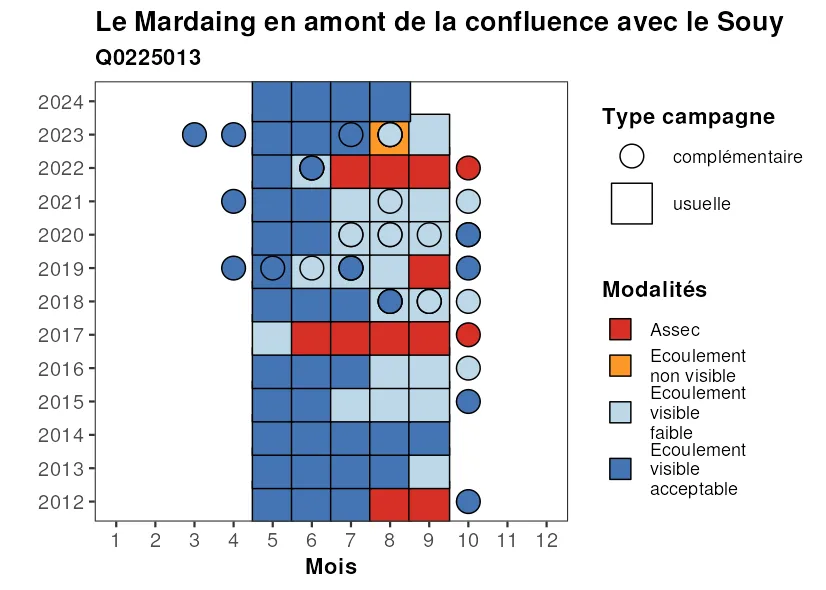 Le Mardaing en amont de la confluence avec le Souy
Q0225013
2024
2023
2022
2021
2020
2019
2018
2017
2016
2015
2014
2013
2012
1 2 3 4 5 6 7 8 9 10 11 12
Mois
Type campagne
complémentaire
usuelle
Modalités
Assec
Ecoulement
non visible
Ecoulement
visible
faible
Ecoulement
visible
acceptable